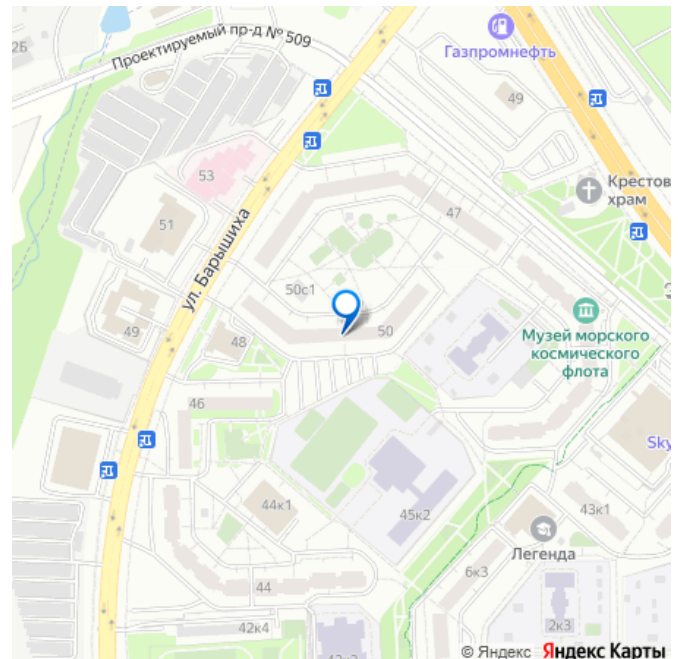 2Б
Проектируемый пр-д № 509
Газпромнефть
49
53
Крестов
храм
47
51
ул. Барышиха
50с1
50
49
48
Музей морского
космического
флота
46
Sky
44к1
45к2
43к1
Легенда
6к3
44
2к3
42к4
© Яндекс Яндекс Карты